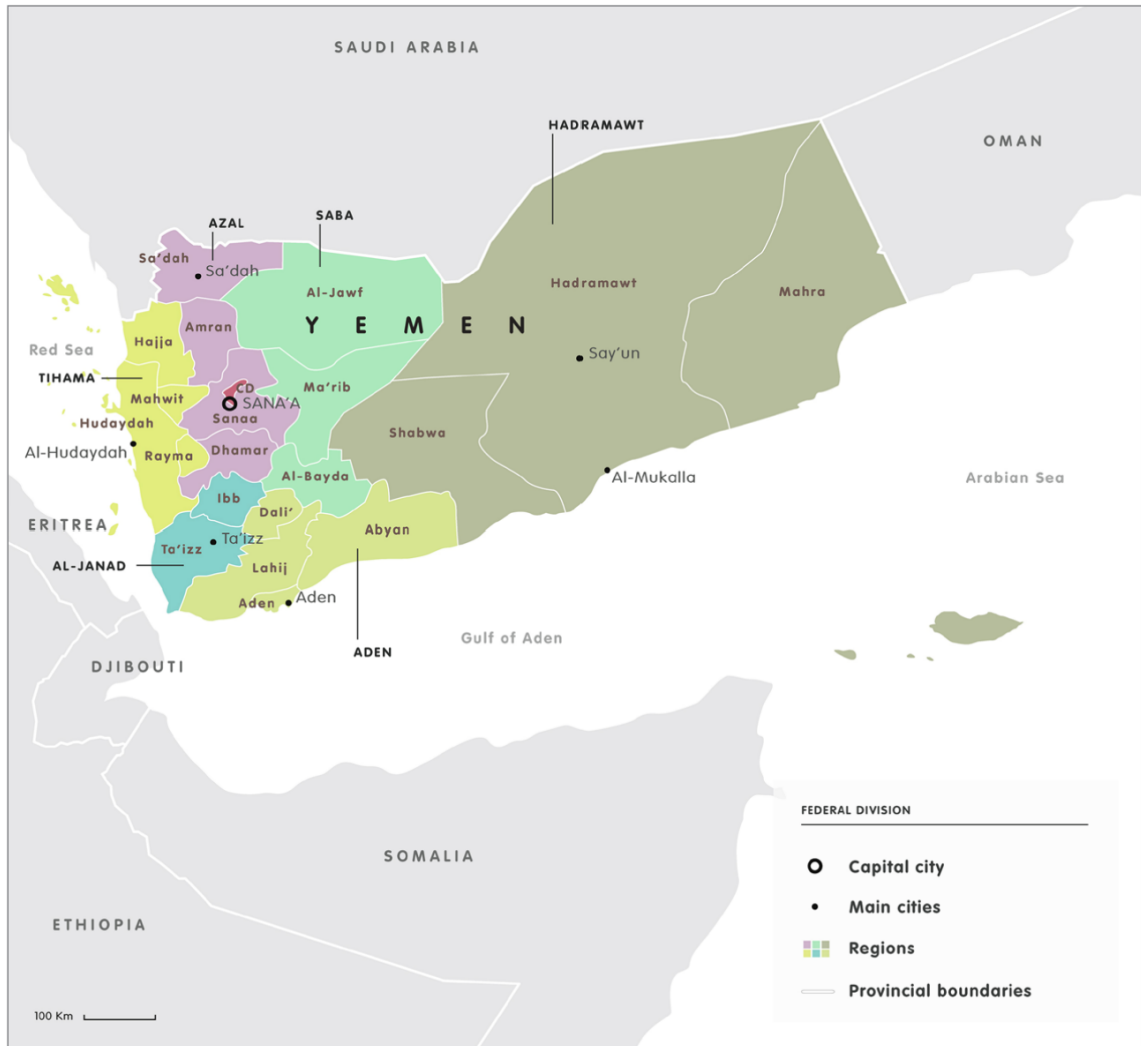 SAUDI ARABIA
HADRAMAWT
OMAN
SABA
AZAL
Sa'dah
Sa'dah
Al-Jawf
Hadramawt
Mahra
Amran
YEMEN
Hajja
Red Sea
Say'un
TIHAMA
CD
Ma'rib
Mahwit
SANA'A
Sanaa
Hudaydah
Shabwa
Al-Hudaydah
Rayma
Dhamar
Al-Bayda
Al-Mukalla
Arabian Sea
Ibb
Dali'
ERITREA
Abyan
Ta'izz
Ta'izz
AL-JANAD
Lahij
Aden
Aden
Gulf of Aden
ADEN
DJIBOUTI
FEDERAL DIVISION
Capital city
Main cities
Regions
Provincial boundaries
SOMALIA
ETHIOPIA
100 Km